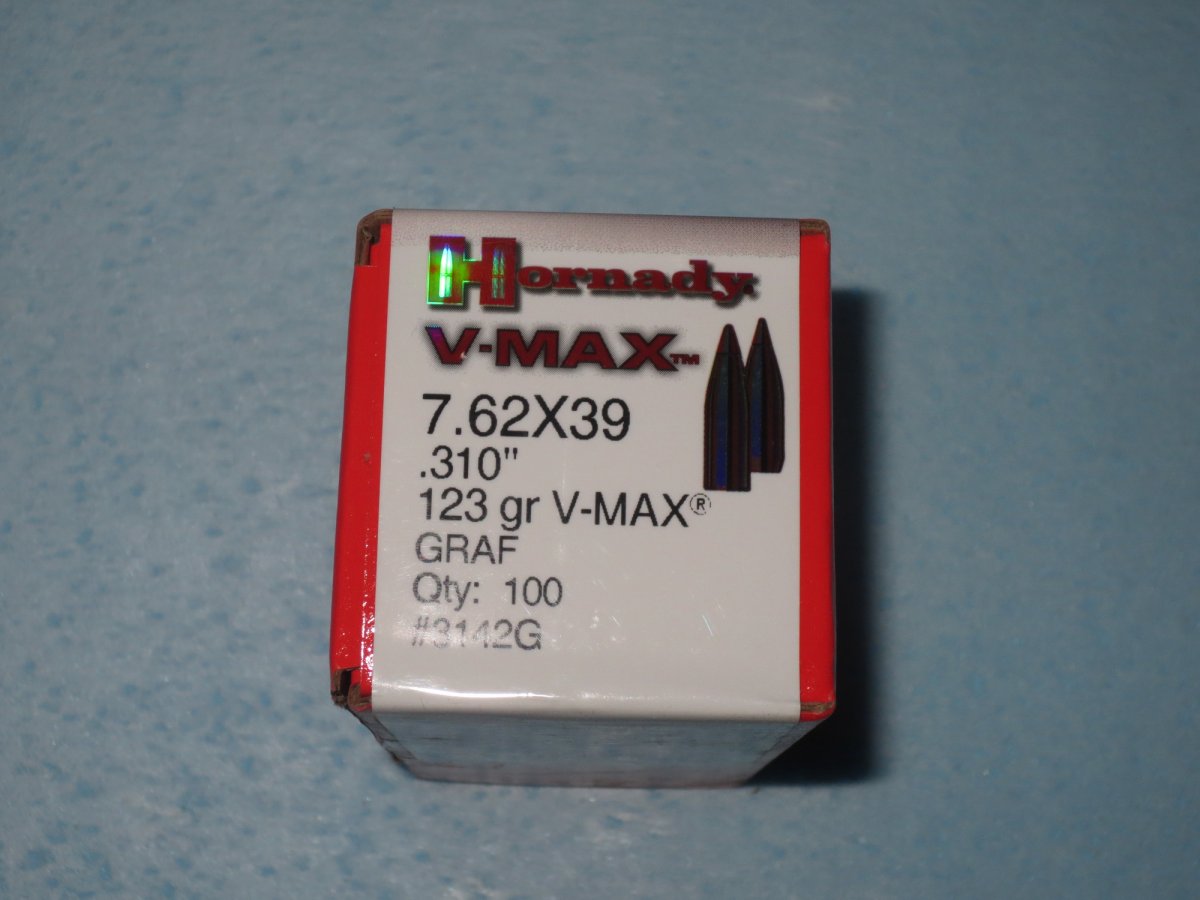 Hornady®
V-MAX™
7.62X39
.310"
123 gr V-MAX®
GRAF
Qty: 100
#3142G